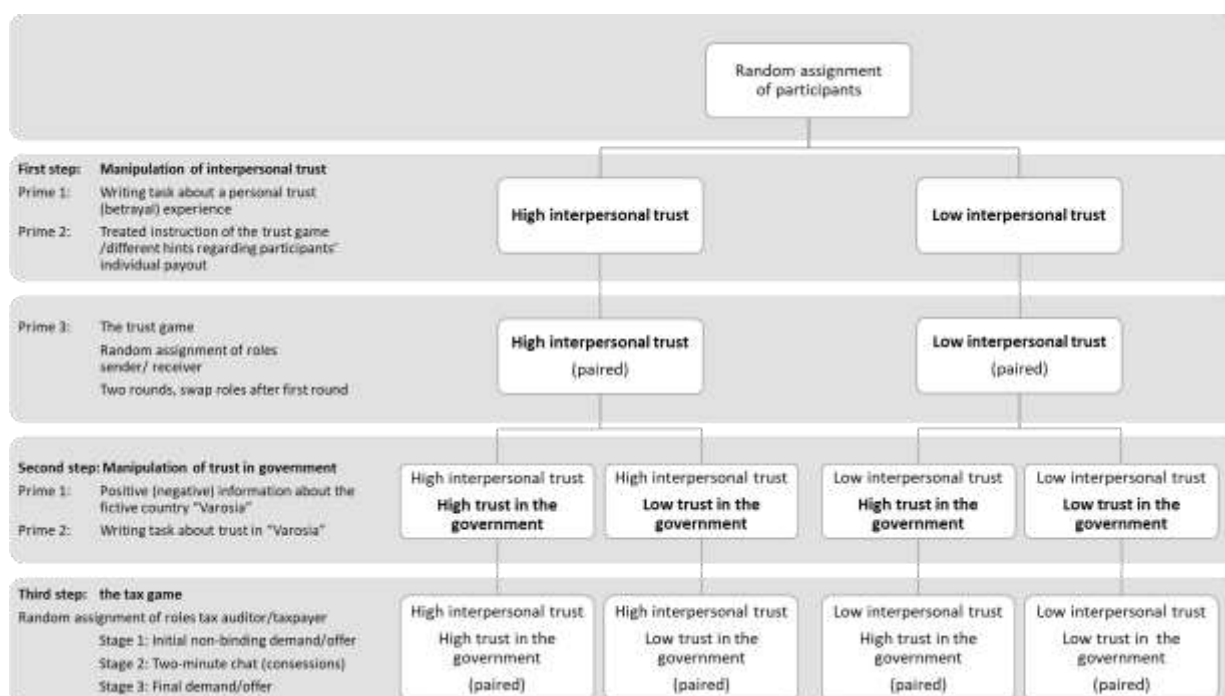 Random assignment
of participants
First step: Manipulation of interpersonal trust
Prime 1: Writing task about a personal trust
(betrayal) experience
Prime 2: Treated instruction of the trust game
/different hints regarding participants'
individual payout
High interpersonal trust
Low interpersonal trust
Prime 3: The trust game
Random assignment of roles
sender/ receiver
Two rounds, swap roles after first round
High interpersonal trust
(paired)
Low interpersonal trust
(paired)
Second step: Manipulation of trust in government
Prime 1: Positive (negative) information about the
fictive country "Varosia"
Prime 2: Writing task about trust in "Varosia"
High interpersonal trust
High trust in the
government
High interpersonal trust
Low trust in the
government
Low interpersonal trust
High trust in the
government
Low interpersonal trust
Low trust in the
government
Third step: the tax game
Random assignment of roles tax auditor/taxpayer
Stage 1: Initial non-binding demand/offer
Stage 2: Two-minute chat (consessions)
Stage 3: Final demand/offer
High interpersonal trust
High trust in the
government
(paired)
High interpersonal trust
Low trust in the
government
(paired)
Low interpersonal trust
High trust in the
government
(paired)
Low interpersonal trust
Low trust in the
government
(paired)